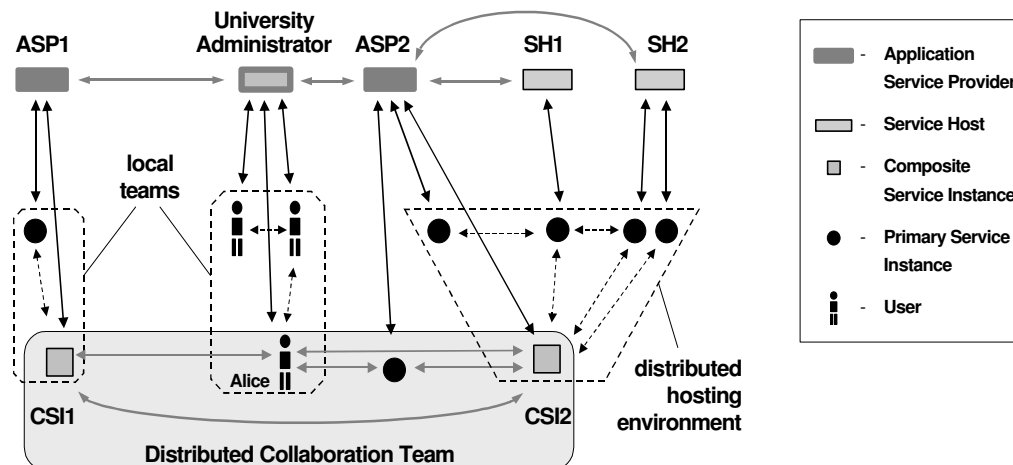 University
Administrator
ASP1
ASP2
SH1
SH2
local
teams
Alice
CSI1
CSI2
distributed
hosting
environment
Distributed Collaboration Team
- Application
Service Provider
- Service Host
- Composite
Service Instance
- Primary Service
Instance
- User